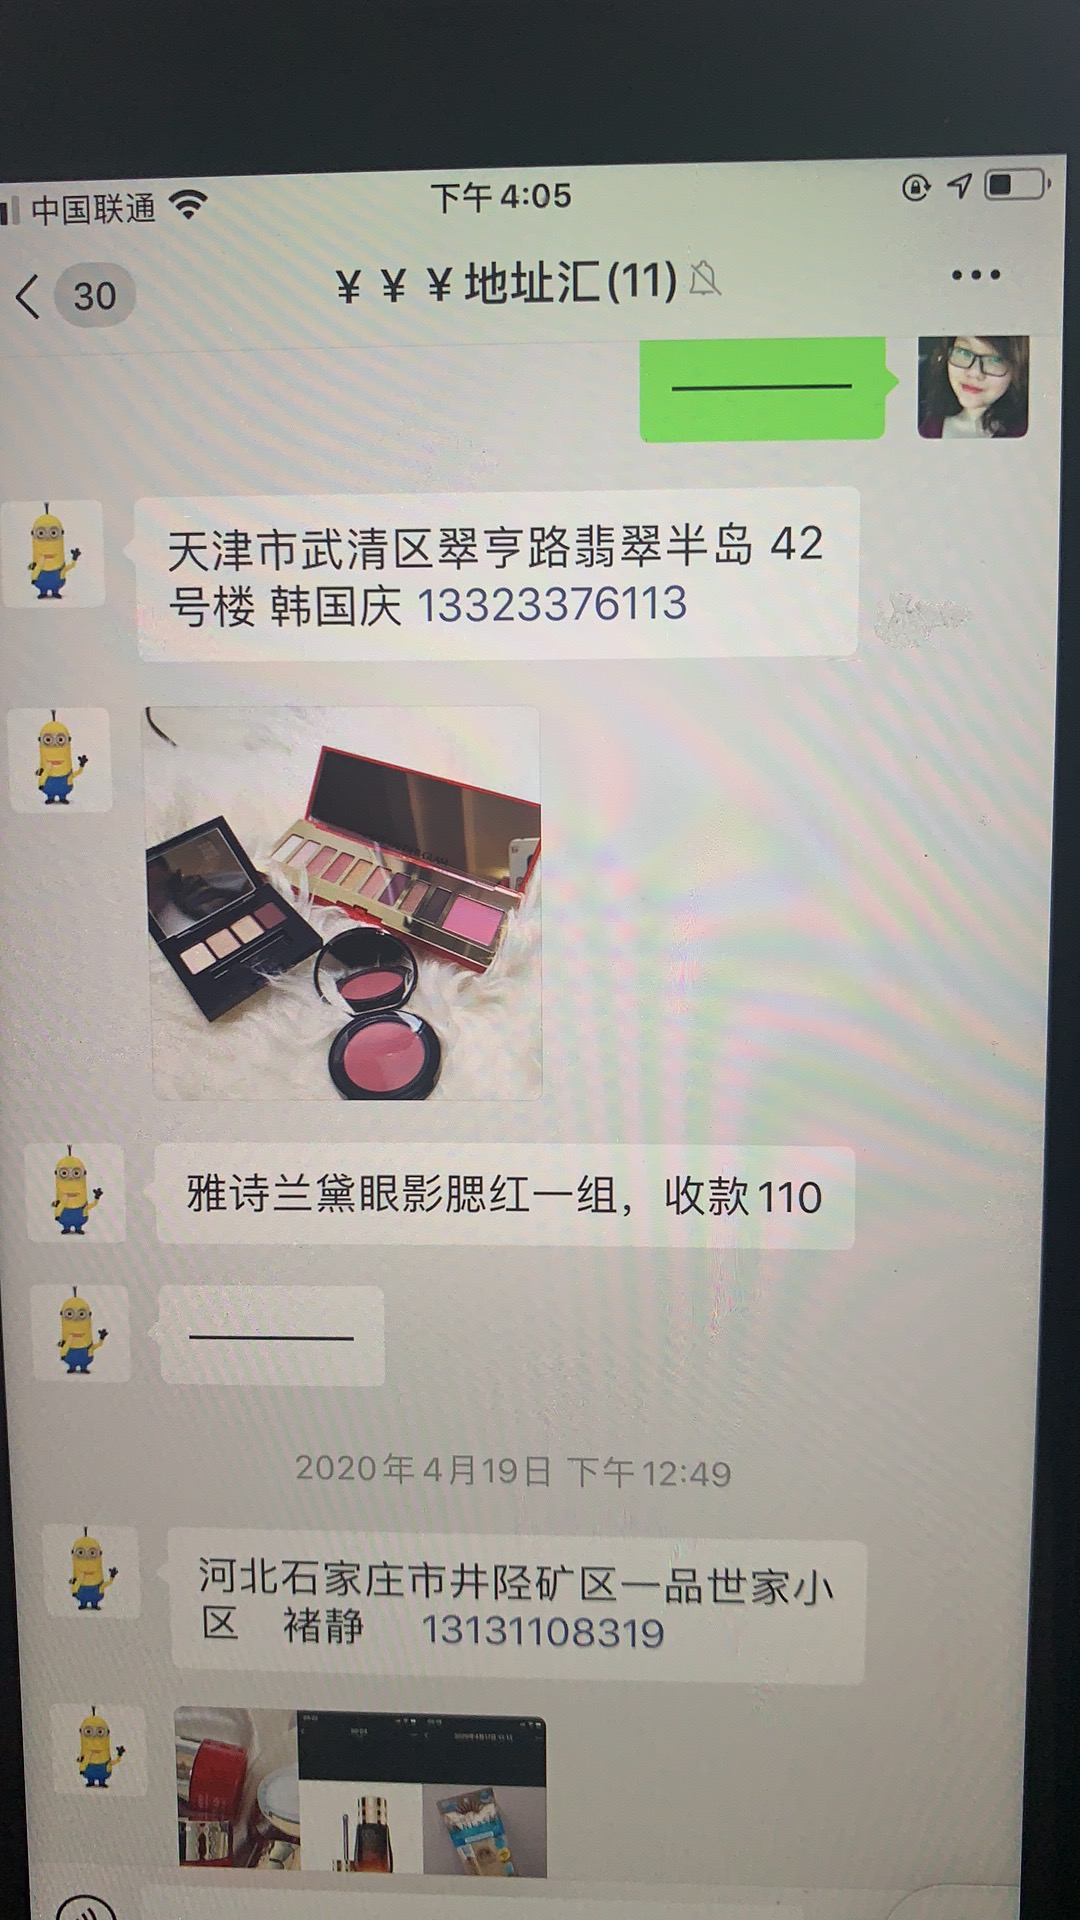 中国联通
下午4:05
30
￥￥￥地址汇(11)
天津市武清区翠亨路翡翠半岛 42
号楼 韩国庆 13323376113
雅诗兰黛眼影腮红一组，收款110
2020年4月19日 下午12:49
河北石家庄市井陉矿区一品世家小
区 褚静 13131108319